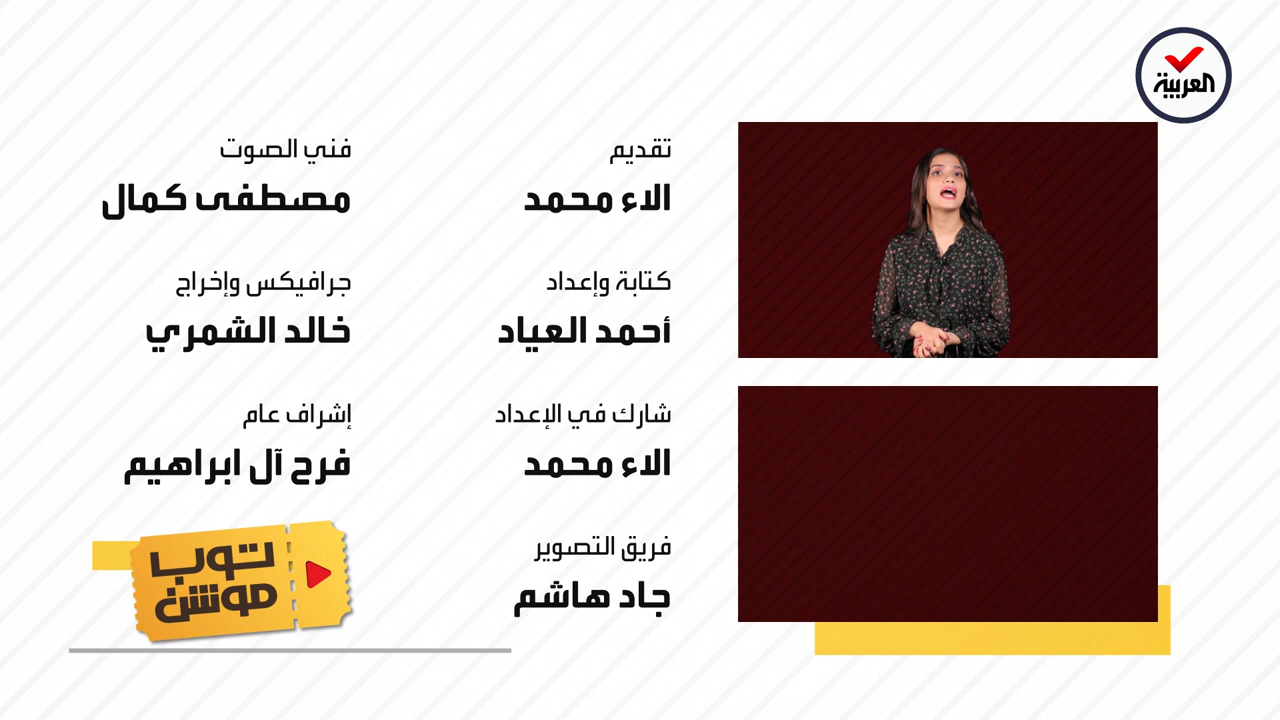 العربية
تقديم
الاء محمد
كتابة وإعداد
أحمد العياد
شارك في الإعداد
الاء محمد
فريق التصوير
جاد هاشم
فني الصوت
مصطفى كمال
جرافيكس وإخراج
خالد الشمري
إشراف عام
فرح آل ابراهيم
توب
موشن